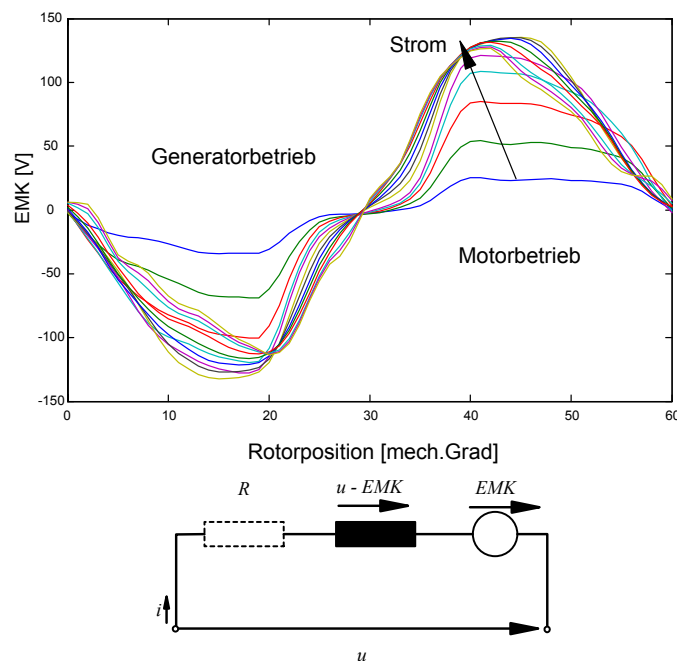 150
Strom
100
50
Generatorbetrieb
EMK [V]
0
Motorbetrieb
-50
-100
-150
0 10 20 30 40 50 60
Rotorposition [mech.Grad]
R u - EMK EMK
i
u